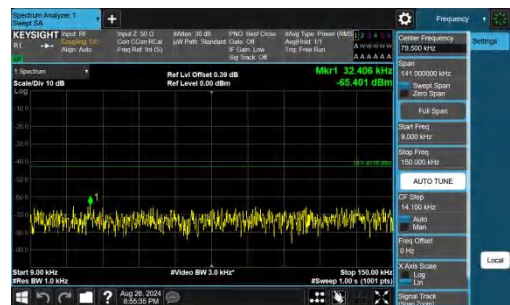 Spectrum Analyzer 1
Swept SA
Frequency
Settings
KEYSIGHT Input: RF
Coupling: DC
Align: Auto
Input Z: 50 Ω
Corr CCorr RCal
Freq Ref: Int (S)
#Atten: 30 dB
µW Path: Standard
PNO: Best Close
Gate: Off
IF Gain: Low
Sig Track: Off
#Avg Type: Power (RMS)
Avg|Hold: 1/1
Trig: Free Run
1 Spectrum
Scale/Div 10 dB
Log
Ref Lvl Offset 0.39 dB
Ref Level 0.00 dBm
Mkr1 32.406 kHz
-65.401 dBm
Start 9.00 kHz
#Res BW 1.0 kHz
#Video BW 3.0 kHz*
Stop 150.00 kHz
#Sweep 1.00 s (1001 pts)
Center Frequency
79.500 kHz
Span
141.000000 kHz
Swept Span
Zero Span
Full Span
Start Freq
9.000 kHz
Stop Freq
150.000 kHz
AUTO TUNE
CF Step
14.100 kHz
Auto
Man
Freq Offset
0 Hz
X Axis Scale
Log
Lin
Signal Track
(Span Zoom)
Local
Aug 26, 2024
8:55:35 PM